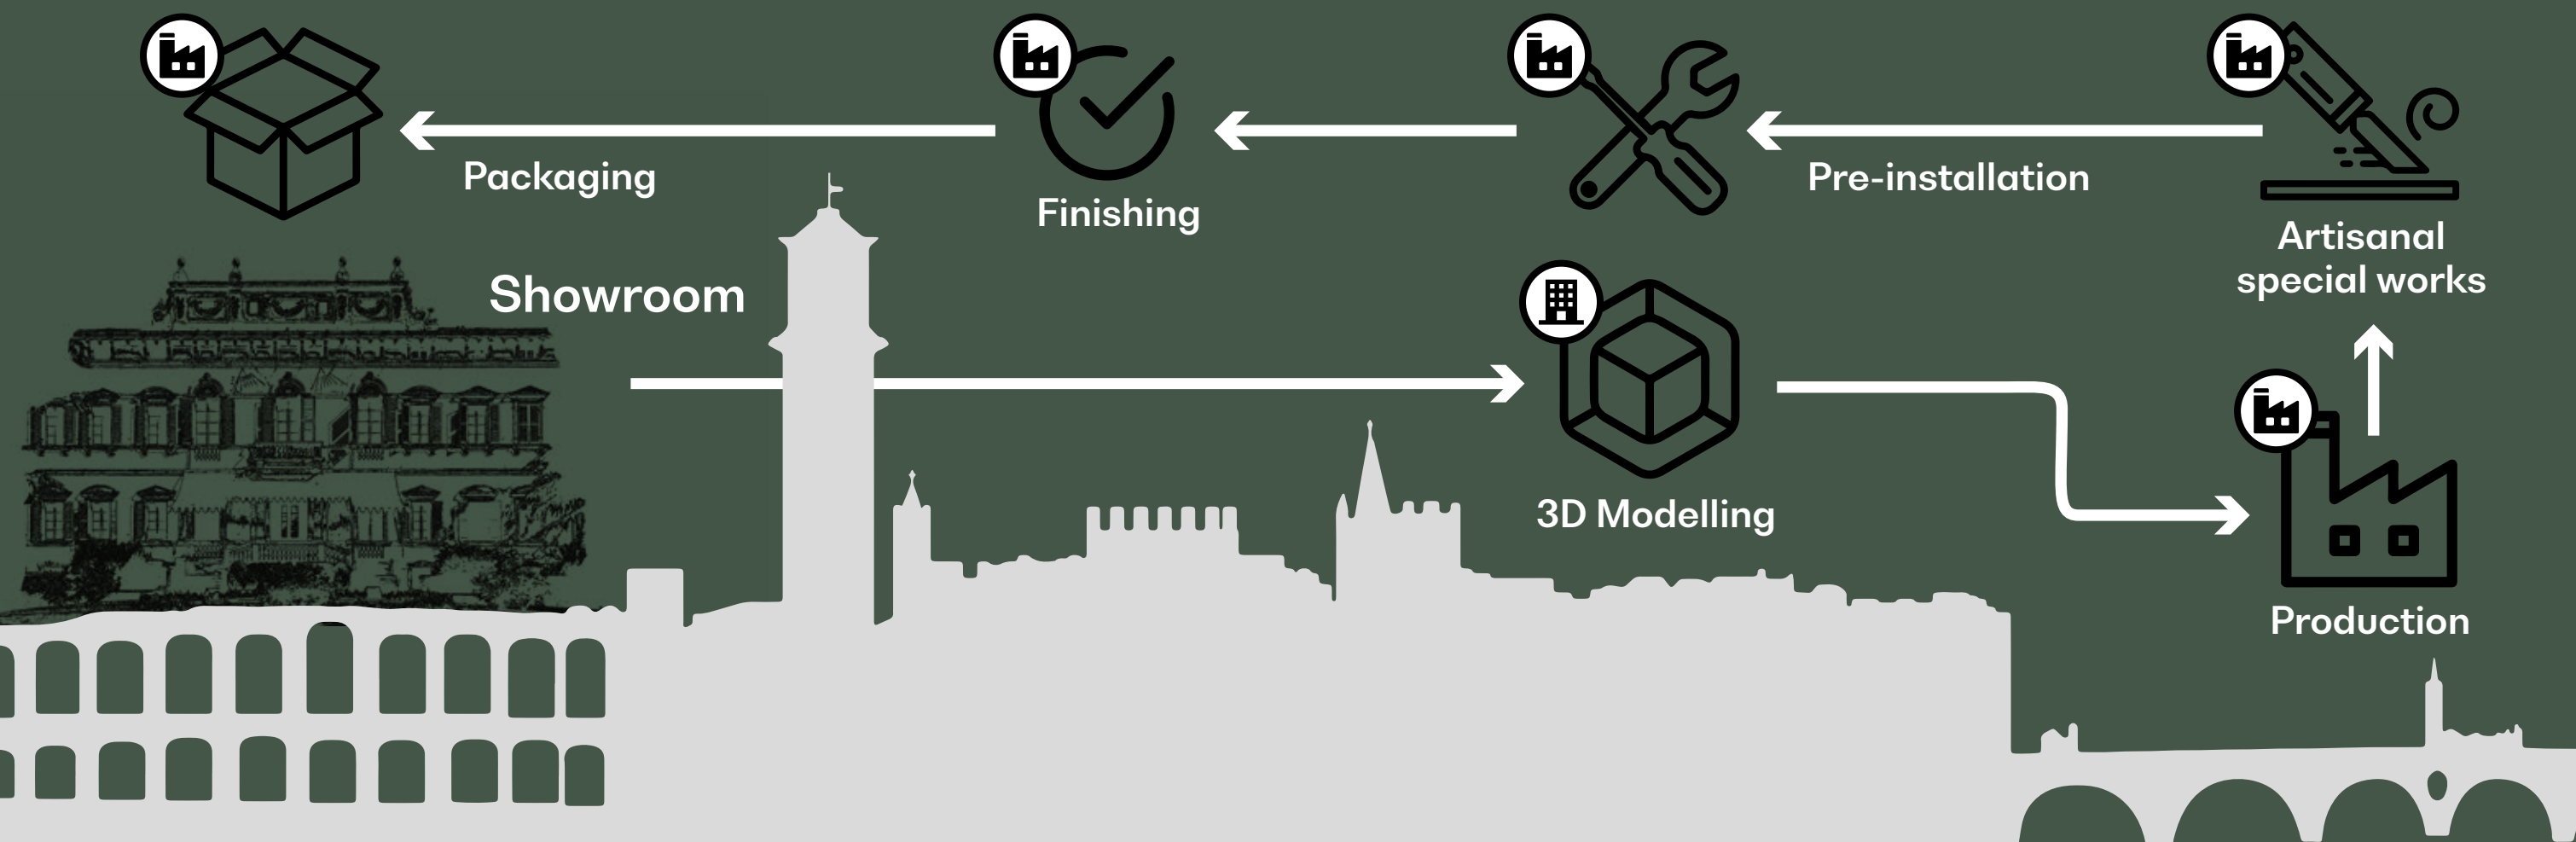 Packaging
Finishing
Pre-installation
Artisanal
special works
Showroom
3D Modelling
Production